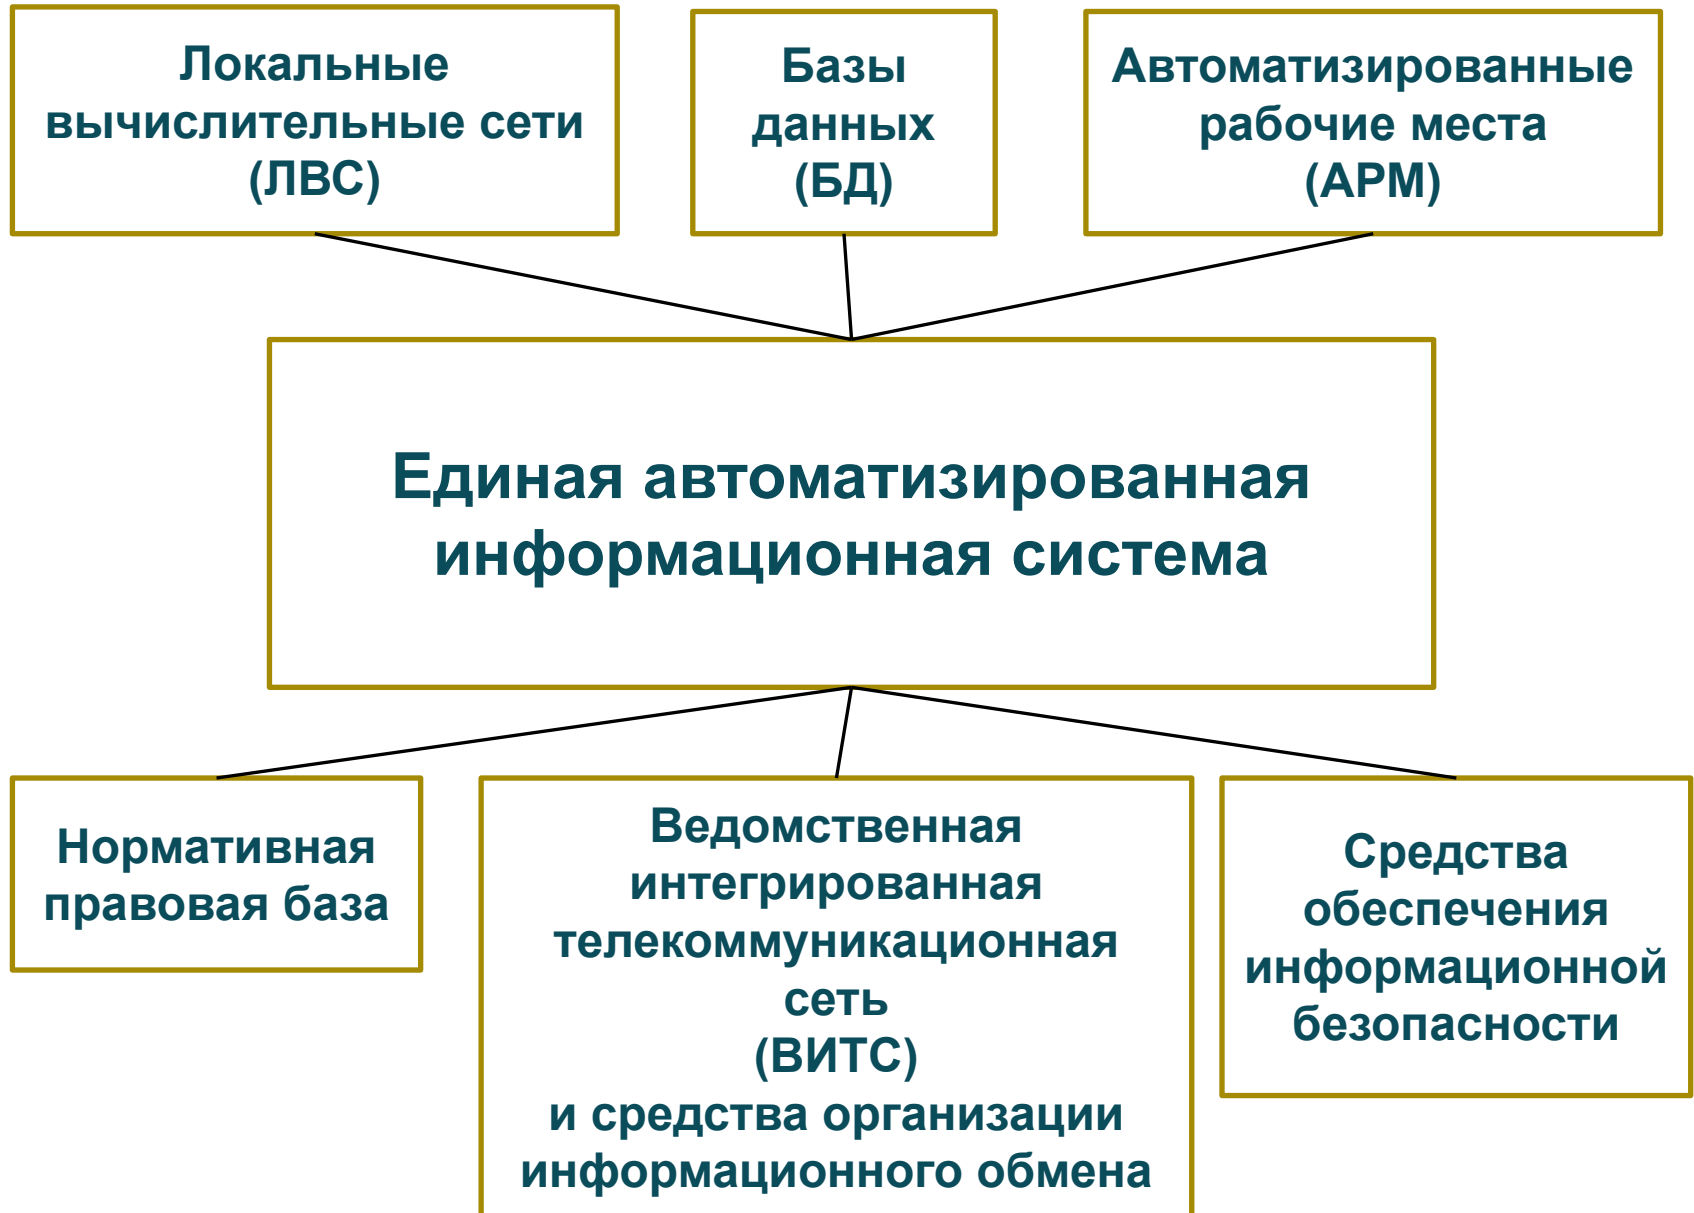 Локальные
вычислительные сети
(ЛВС)
Базы
данных
(БД)
Автоматизированные
рабочие места
(АРМ)
Единая автоматизированная
информационная система
Нормативная
правовая база
Ведомственная
интегрированная
телекоммуникационная
сеть
(ВИТС)
и средства организации
информационного обмена
Средства
обеспечения
информационной
безопасности